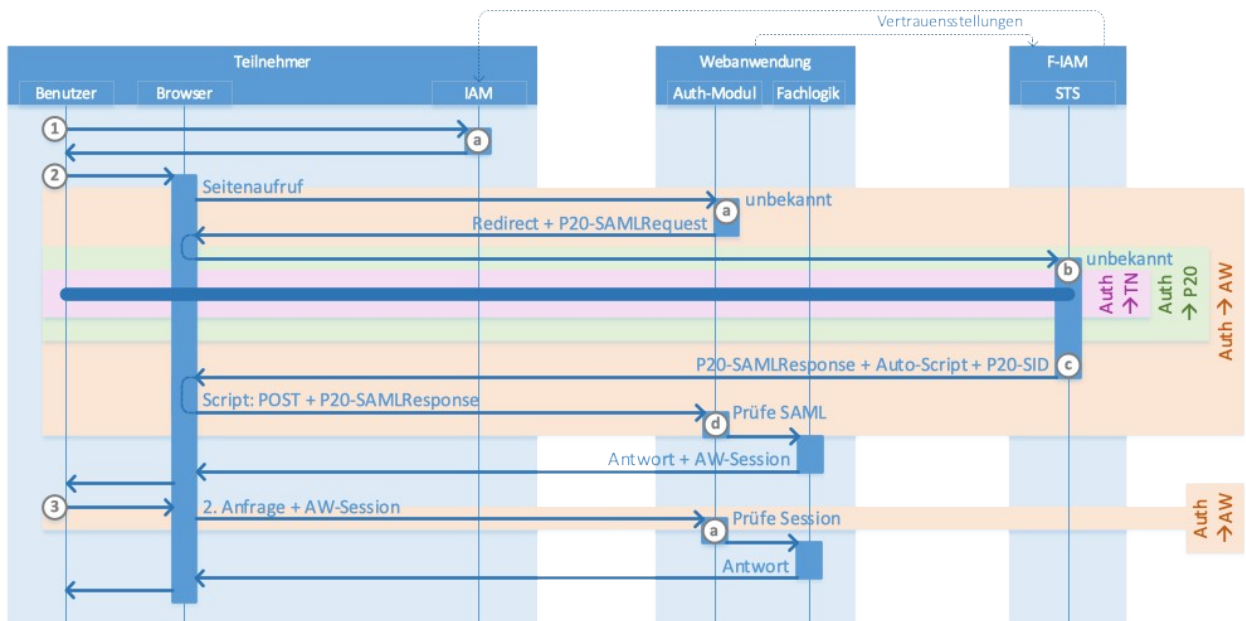 Vertrauensstellungen
Teilnehmer
Webanwendung
F-IAM
Benutzer
Browser
IAM
Auth-Modul
Fachlogik
STS
1
a
2
Seitenaufruf
a
unbekannt
Redirect + P20-SAMLRequest
b
unbekannt
Auth
→TN
Auth
→P20
Auth → AW
P20-SAMLResponse + Auto-Script + P20-SID
c
Script: POST + P20-SAMLResponse
d
Prüfe SAML
Antwort + AW-Session
3
2. Anfrage + AW-Session
a
Prüfe Session
Auth
→AW
Antwort